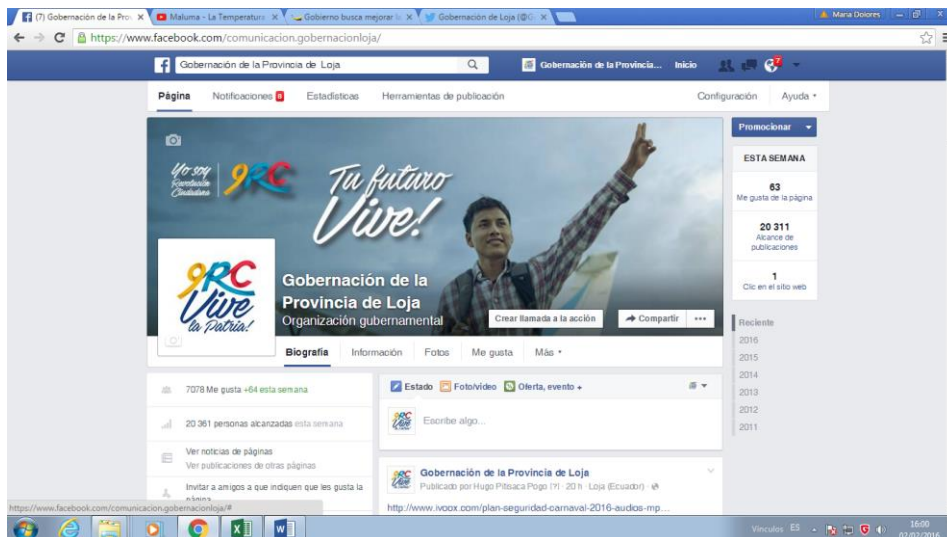 (7) Gobernación de la Pro
Maluma - La Temperatura
Gobierno busca mejorar la
Gobernación de Loja (@G
Maria Dolores
https://www.facebook.com/comunicacion.gobernacionloja/
Gobernación de la Provincia de Loja
Gobernación de la Provincia... Inicio
Página Notificaciones 8 Estadísticas Herramientas de publicación Configuración Ayuda
Promocionar
Yo soy
Revolución
Ciudadana
9RC
Tu futuro
Vive!
ESTA SEMANA
63
Me gusta de la página
20 311
Alcance de
publicaciones
1
Clic en el sitio web
9RC
Vive
la Patria!
Gobernación de la
Provincia de Loja
Organización gubernamental
Crear llamada a la acción Compartir ...
Biografía Información Fotos Me gusta Más
Reciente
2016
2015
2014
2013
2012
2011
7078 Me gusta +64 esta semana
20 361 personas alcanzadas esta semana
Ver noticias de páginas
Ver publicaciones de otras páginas
Invitar a amigos a que indiquen que les gusta la
página
Estado Foto/vídeo Oferta, evento +
Escribe algo...
Gobernación de la Provincia de Loja
Publicado por Hugo Pitisaca Pogo [?] · 20 h · Loja (Ecuador) ·
http://www.ivoox.com/plan-seguridad-carnaval-2016-audios-mp...
https://www.facebook.com/comunicacion.gobernacionloja/#
Vínculos ES
16:00
02/02/2016